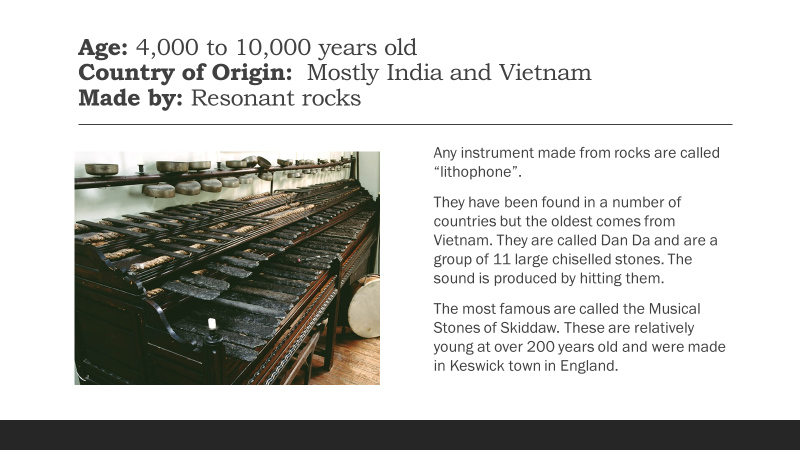 Age: 4,000 to 10,000 years old
Country of Origin:  Mostly India and Vietnam
Made by: Resonant rocks
Any instrument made from rocks are called
“lithophone”.
They have been found in a number of
countries but the oldest comes from
Vietnam. They are called Dan Da and are a
group of 11 large chiselled stones. The
sound is produced by hitting them.
The most famous are called the Musical
Stones of Skiddaw. These are relatively
young at over 200 years old and were made
in Keswick town in England.